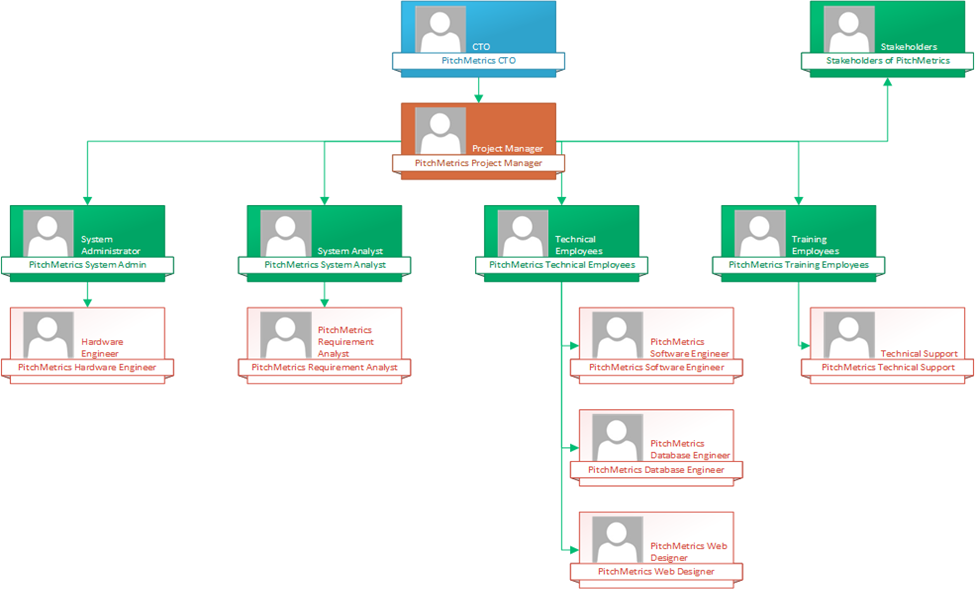 CTO
PitchMetrics CTO
Stakeholders
Stakeholders of PitchMetrics
Project Manager
PitchMetrics Project Manager
System
Administrator
PitchMetrics System Admin
System Analyst
PitchMetrics System Analyst
Technical
Employees
PitchMetrics Technical Employees
Training
Employees
PitchMetrics Training Employees
Hardware
Engineer
PitchMetrics Hardware Engineer
PitchMetrics
Requirement
Analyst
PitchMetrics Requirement Analyst
PitchMetrics
Software Engineer
PitchMetrics Software Engineer
Technical Support
PitchMetrics Technical Support
PitchMetrics
Database Engineer
PitchMetrics Database Engineer
PitchMetrics Web
Designer
PitchMetrics Web Designer